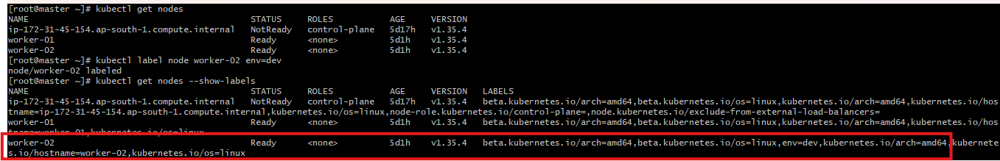 [root@master ~]# kubectl get nodes
NAME STATUS ROLES AGE VERSION
ip-172-31-45-154.ap-south-1.compute.internal NotReady control-plane 5d17h v1.35.4
worker-01 Ready <none> 5d1h v1.35.4
worker-02 Ready <none> 5d1h v1.35.4
[root@master ~]# kubectl label node worker-02 env=dev
node/worker-02 labeled
[root@master ~]# kubectl get nodes --show-labels
NAME STATUS ROLES AGE VERSION LABELS
ip-172-31-45-154.ap-south-1.compute.internal NotReady control-plane 5d17h v1.35.4 beta.kubernetes.io/arch=amd64,beta.kubernetes.io/os=linux,kubernetes.io/arch=amd64,kubernetes.io/hos
tname=ip-172-31-45-154.ap-south-1.compute.internal,kubernetes.io/os=linux,node-role.kubernetes.io/control-plane=,node.kubernetes.io/exclude-from-external-load-balancers=
worker-01 Ready <none> 5d1h v1.35.4 beta.kubernetes.io/arch=amd64,beta.kubernetes.io/os=linux,kubernetes.io/arch=amd64,kubernetes.io/hos
tname=worker-01,kubernetes.io/os=linux
worker-02 Ready <none> 5d1h v1.35.4 beta.kubernetes.io/arch=amd64,beta.kubernetes.io/os=linux,env=dev,kubernetes.io/arch=amd64,kubernete
s.io/hostname=worker-02,kubernetes.io/os=linux